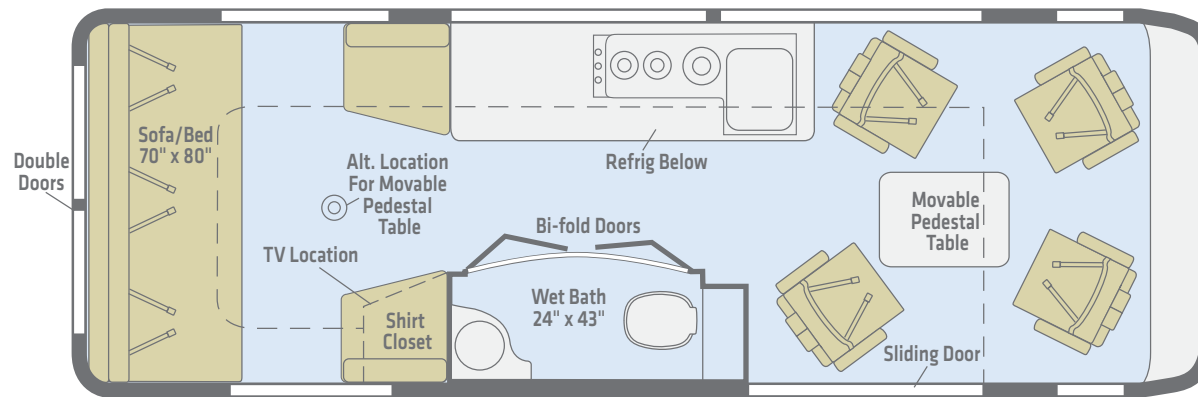 Sofa/Bed
70" x 80"
Double
Doors
Alt. Location
For Movable
Pedestal
Table
Refrig Below
Movable
Pedestal
Table
Bi-fold Doors
TV Location
Wet Bath
24" x 43"
Shirt
Closet
Sliding Door